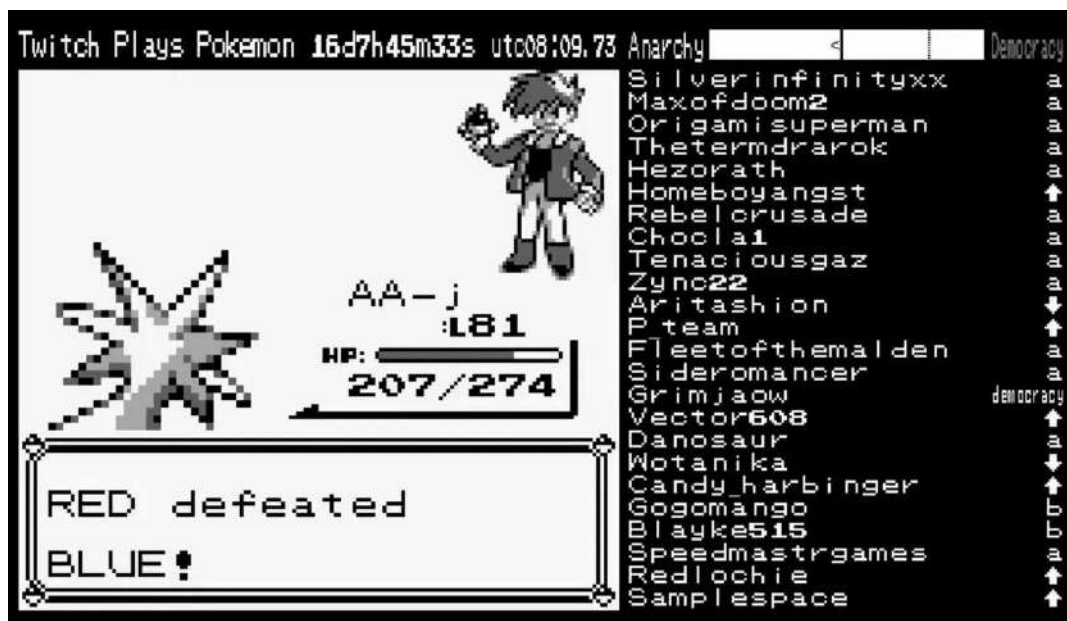 Twitch Plays Pokemon 16d7h45m33s utc08:09.73
Anarchy < Democracy
AA-j
:L81
HP:
207/274
RED defeated
BLUE!
Silverinfinityxx a
Maxofdoom2 a
Origamisuperman a
Thetermdrarok a
Hezorath a
Homeboyangst ⬆
Rebelcrusade a
Chocla1 a
Tenaciousgaz a
Zync22 a
Aritashion ⬇
P_team ⬆
Fleetofthemalden a
Sideromancer a
Grimjaow democracy
Vector608 ⬆
Danosaur a
Wotanika ⬇
Candy_harbinger ⬆
Gogomango b
Blayke515 b
Speedmastrgames a
Redlochie ⬆
Samplespace ⬆